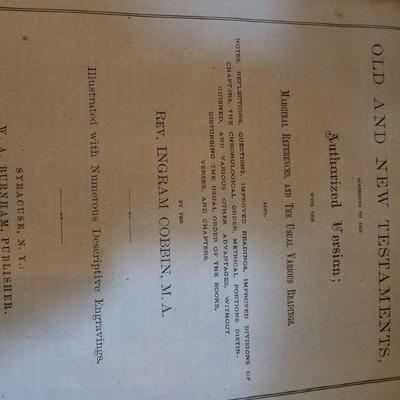 OLD AND NEW TESTAMENTS,
ACCORDING TO THE
Authorized Version;
WITH THE
MARGINAL REFERENCES, AND THE USUAL VARIOUS READINGS.
ALSO,
NOTES, REFLECTIONS, QUESTIONS, IMPROVED READINGS, IMPROVED DIVISIONS OF
CHAPTERS, THE CHRONOLOGICAL ORDER, METRICAL PORTIONS DISTIN-
GUISHED, AND VARIOUS OTHER ADVANTAGES, WITHOUT
DISTURBING THE USUAL ORDER OF THE BOOKS,
VERSES, AND CHAPTERS.
BY THE
REV. INGRAM COBBIN, M. A.
Illustrated with Numerous Descriptive Engravings.
SYRACUSE, N. Y.:
W. A. BURNHAM, PUBLISHER.